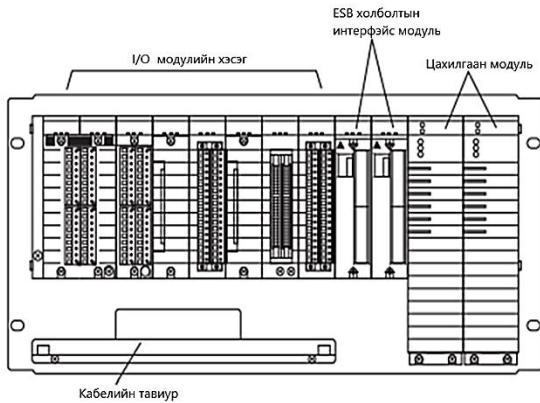 ESB холболтын
интерфэйс модуль
I/O модулийн хэсэг
Цахилгаан модуль
Кабелийн тавиур